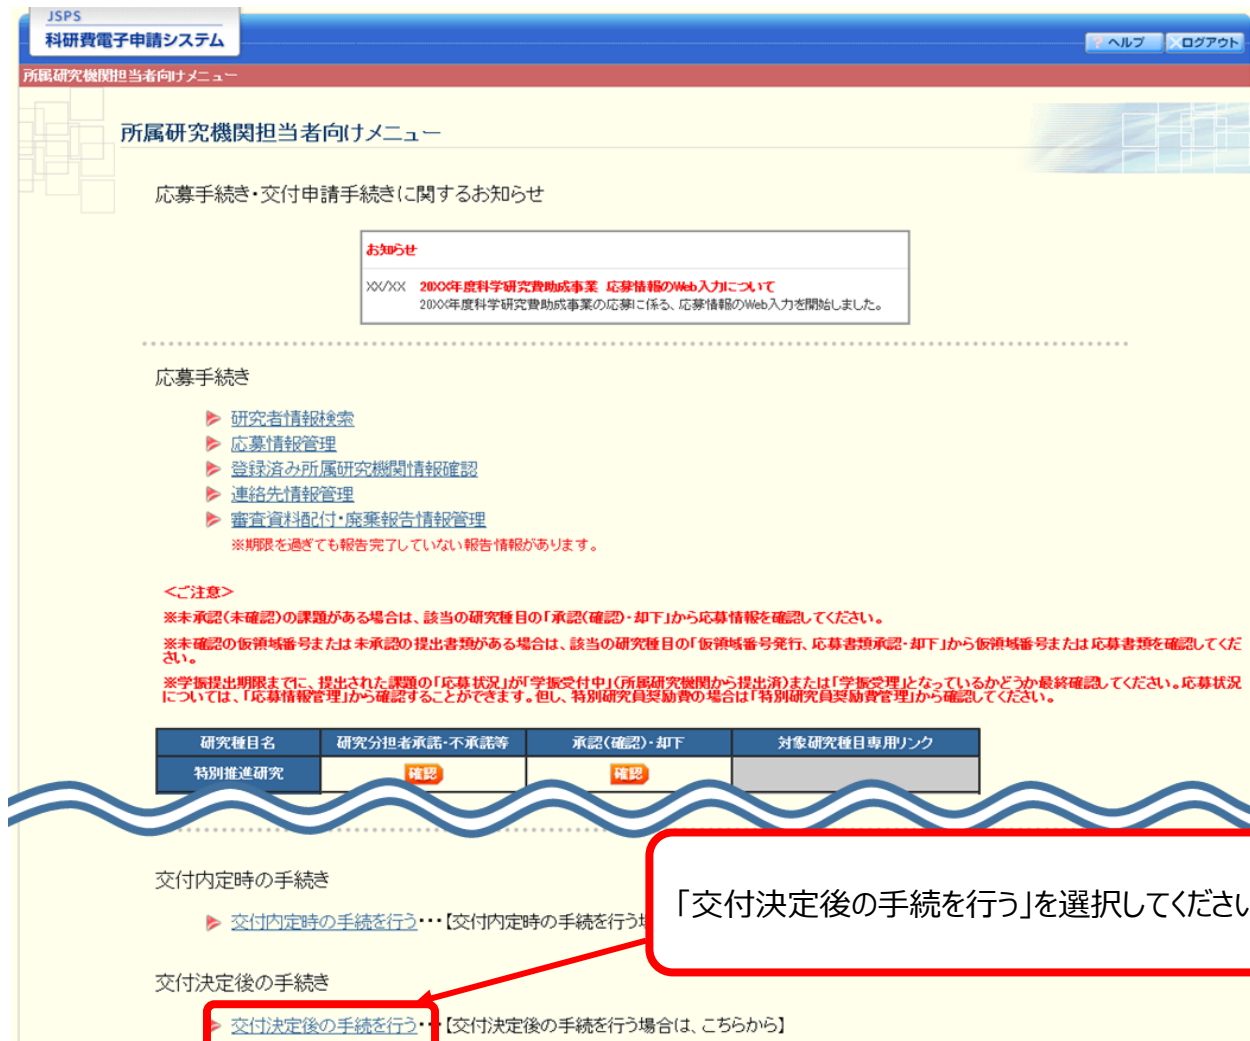 JSPS
科研費電子申請システム
ヘルプ
ログアウト
所属研究機関担当者向けメニュー
所属研究機関担当者向けメニュー
応募手続き・交付申請手続きに関するお知らせ
お知らせ
XX/XX 20XX年度科学研究費助成事業 応募情報のWeb入力について
20XX年度科学研究費助成事業の応募に係る、応募情報のWeb入力を開始しました。
応募手続き
研究者情報検索
応募情報管理
登録済み所属研究機関情報確認
連絡先情報管理
審査資料配付・廃棄報告情報管理
※期限を過ぎても報告完了していない報告情報があります。
<ご注意>
※未承認(未確認)の課題がある場合は、該当の研究種目の「承認(確認)・却下」から応募情報を確認してください。
※未確認の仮領域番号または未承認の提出書類がある場合は、該当の研究種目の「仮領域番号発行、応募書類承認・却下」から仮領域番号または応募書類を確認してくだ
さい。
※学振提出期限までに、提出された課題の「応募状況」が「学振受付中」(所属研究機関から提出済)または「学振受理」となっているかどうか最終確認してください。応募状況
については、「応募情報管理」から確認することができます。但し、特別研究員奨励費の場合は「特別研究員奨励費管理」から確認してください。
研究種目名 研究分担者承諾・不承諾等 承認(確認)・却下 対象研究種目専用リンク
特別推進研究 確認 確認
交付内定時の手続き
「交付決定後の手続を行う」を選択してください
交付内定時の手続を行う・・・【交付内定時の手続を行う
交付決定後の手続き
交付決定後の手続を行う・・・【交付決定後の手続を行う場合は、こちらから】